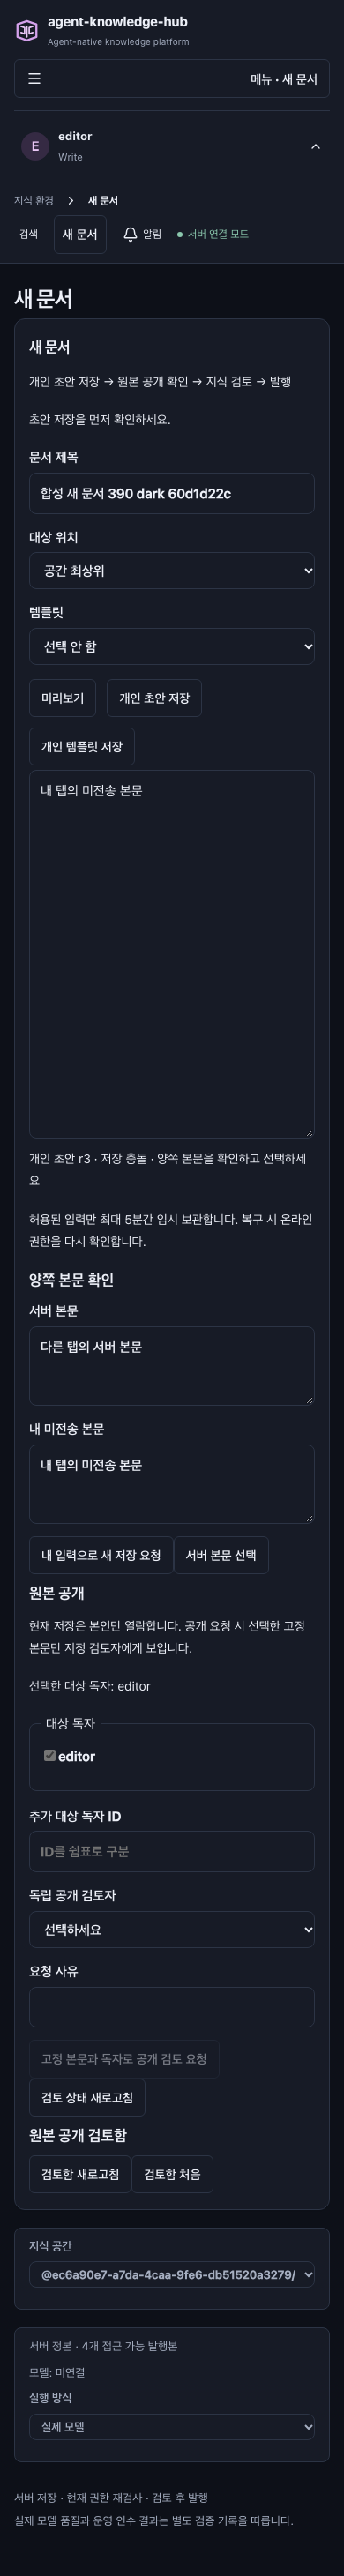 agent-knowledge-hub
Agent-native knowledge platform
메뉴 · 새 문서
E
editor
Write
지식 환경 > 새 문서
검색 새 문서 알림 서버 연결 모드
새 문서
새 문서
개인 초안 저장 → 원본 공개 확인 → 지식 검토 → 발행
초안 저장을 먼저 확인하세요.
문서 제목
합성 새 문서 390 dark 60d1d22c
대상 위치
공간 최상위
템플릿
선택 안 함
미리보기 개인 초안 저장
개인 템플릿 저장
내 탭의 미전송 본문
개인 초안 r3 · 저장 충돌 · 양쪽 본문을 확인하고 선택하세
요
허용된 입력만 최대 5분간 임시 보관합니다. 복구 시 온라인
권한을 다시 확인합니다.
양쪽 본문 확인
서버 본문
다른 탭의 서버 본문
내 미전송 본문
내 탭의 미전송 본문
내 입력으로 새 저장 요청 서버 본문 선택
원본 공개
현재 저장은 본인만 열람합니다. 공개 요청 시 선택한 고정
본문만 지정 검토자에게 보입니다.
선택한 대상 독자: editor
대상 독자
editor
추가 대상 독자 ID
ID를 쉼표로 구분
독립 공개 검토자
선택하세요
요청 사유
고정 본문과 독자로 공개 검토 요청
검토 상태 새로고침
원본 공개 검토함
검토함 새로고침 검토함 처음
지식 공간
@ec6a90e7-a7da-4caa-9fe6-db51520a3279/
서버 정본 · 4개 접근 가능 발행본
모델: 미연결
실행 방식
실제 모델
서버 저장 · 현재 권한 재검사 · 검토 후 발행
실제 모델 품질과 운영 인수 결과는 별도 검증 기록을 따릅니다.